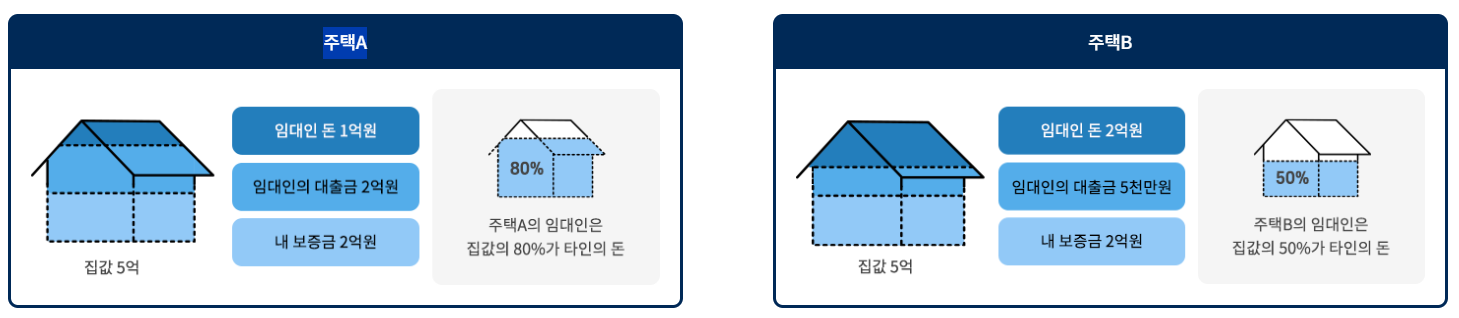 주택A
임대인 돈 1억원
임대인의 대출금 2억원
내 보증금 2억원
집값 5억
80%
주택A의 임대인은
집값의 80%가 타인의 돈
주택B
임대인 돈 2억원
임대인의 대출금 5천만원
내 보증금 2억원
집값 5억
50%
주택B의 임대인은
집값의 50%가 타인의 돈